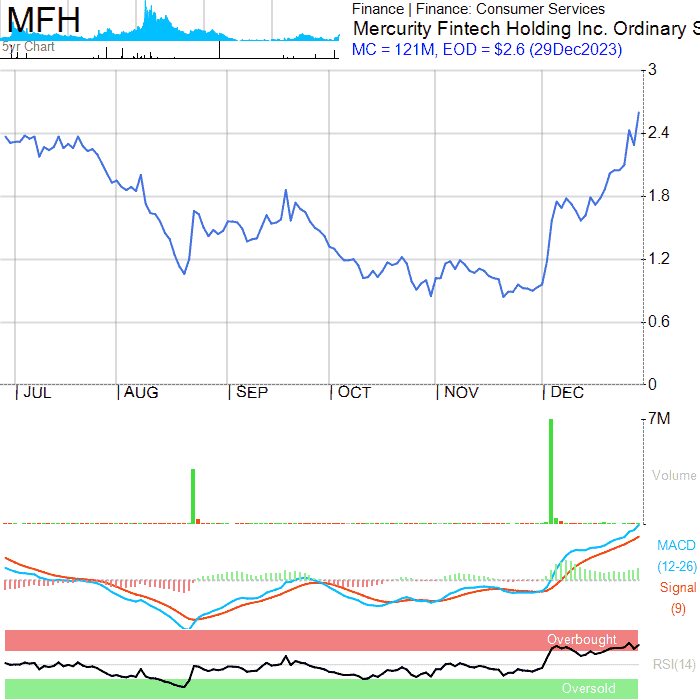 MFH
5yr Chart
Finance | Finance: Consumer Services
Mercurity Fintech Holding Inc. Ordinary S
MC = 121M, EOD = $2.6 (29Dec2023)
3
2.4
1.8
1.2
0.6
0
JUL AUG SEP OCT NOV DEC
7M
Volume
MACD
(12-26)
Signal
(9)
Overbought
RSI(14)
Oversold